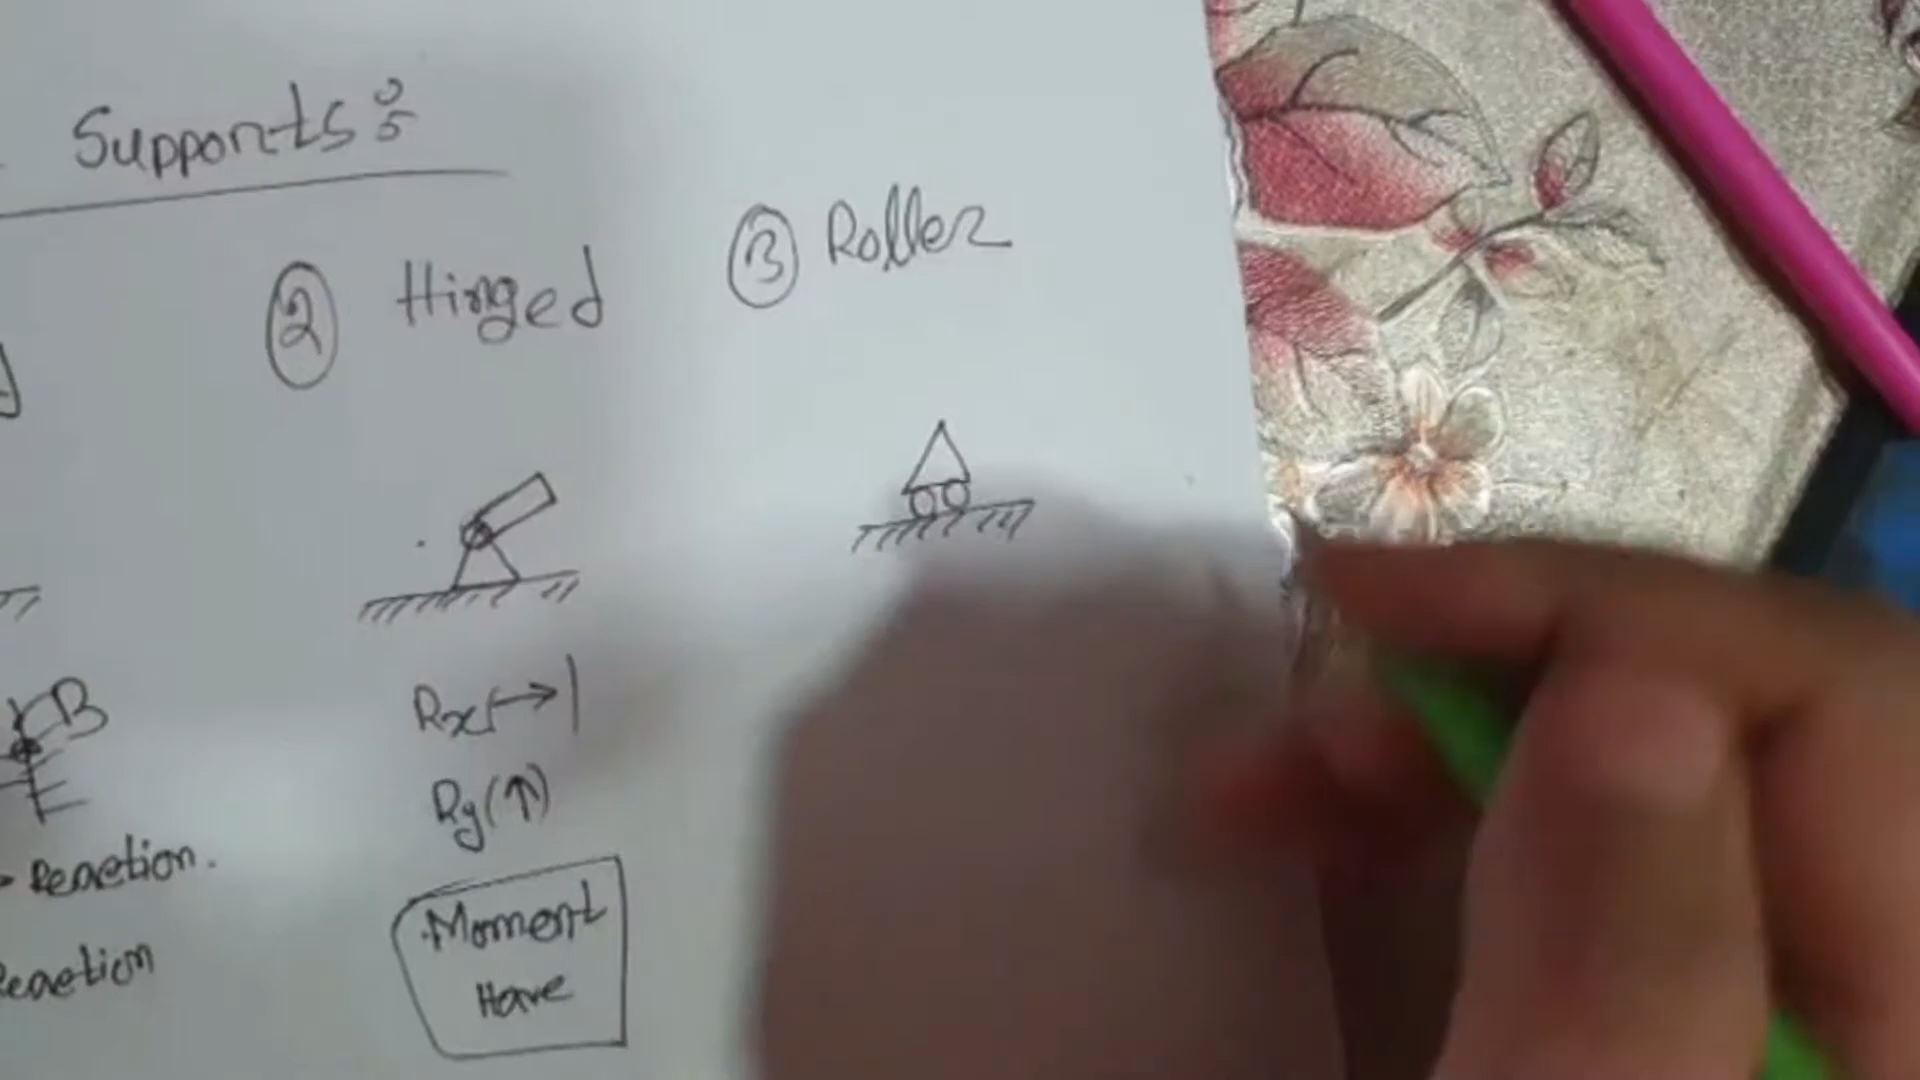 Supports:
② Hinged
③ Roller
B
Rx(→)
Ry(↑)
Reaction.
Moment
Have
Reaction